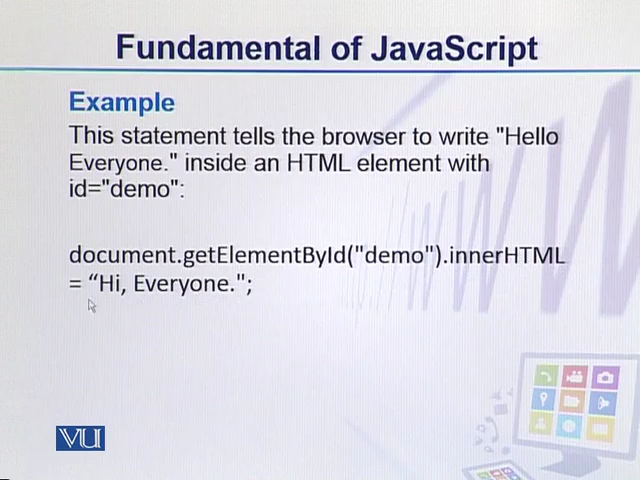 Fundamental of JavaScript
Example
This statement tells the browser to write "Hello
Everyone." inside an HTML element with
id="demo":
document.getElementById("demo").innerHTML
= “Hi, Everyone.";
VU